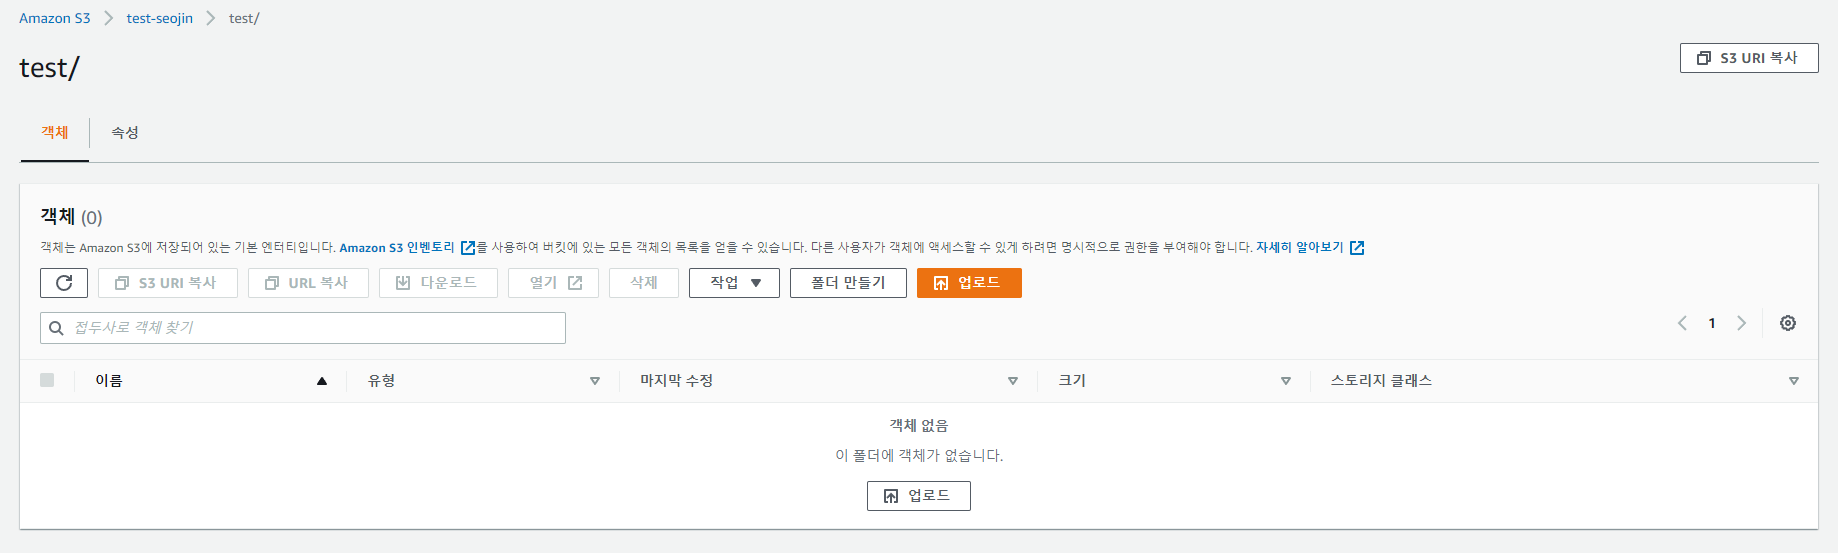 Amazon S3 > test-seojin > test/
test/
S3 URI 복사
객체 속성
객체 (0)
객체는 Amazon S3에 저장되어 있는 기본 엔터티입니다. Amazon S3 인벤토리 를 사용하여 버킷에 있는 모든 객체의 목록을 얻을 수 있습니다. 다른 사용자가 객체에 액세스할 수 있게 하려면 명시적으로 권한을 부여해야 합니다. 자세히 알아보기
S3 URI 복사 URL 복사 다운로드 열기 삭제 작업 폴더 만들기 업로드
접두사로 객체 찾기 1
이름 유형 마지막 수정 크기 스토리지 클래스
객체 없음
이 폴더에 객체가 없습니다.
업로드